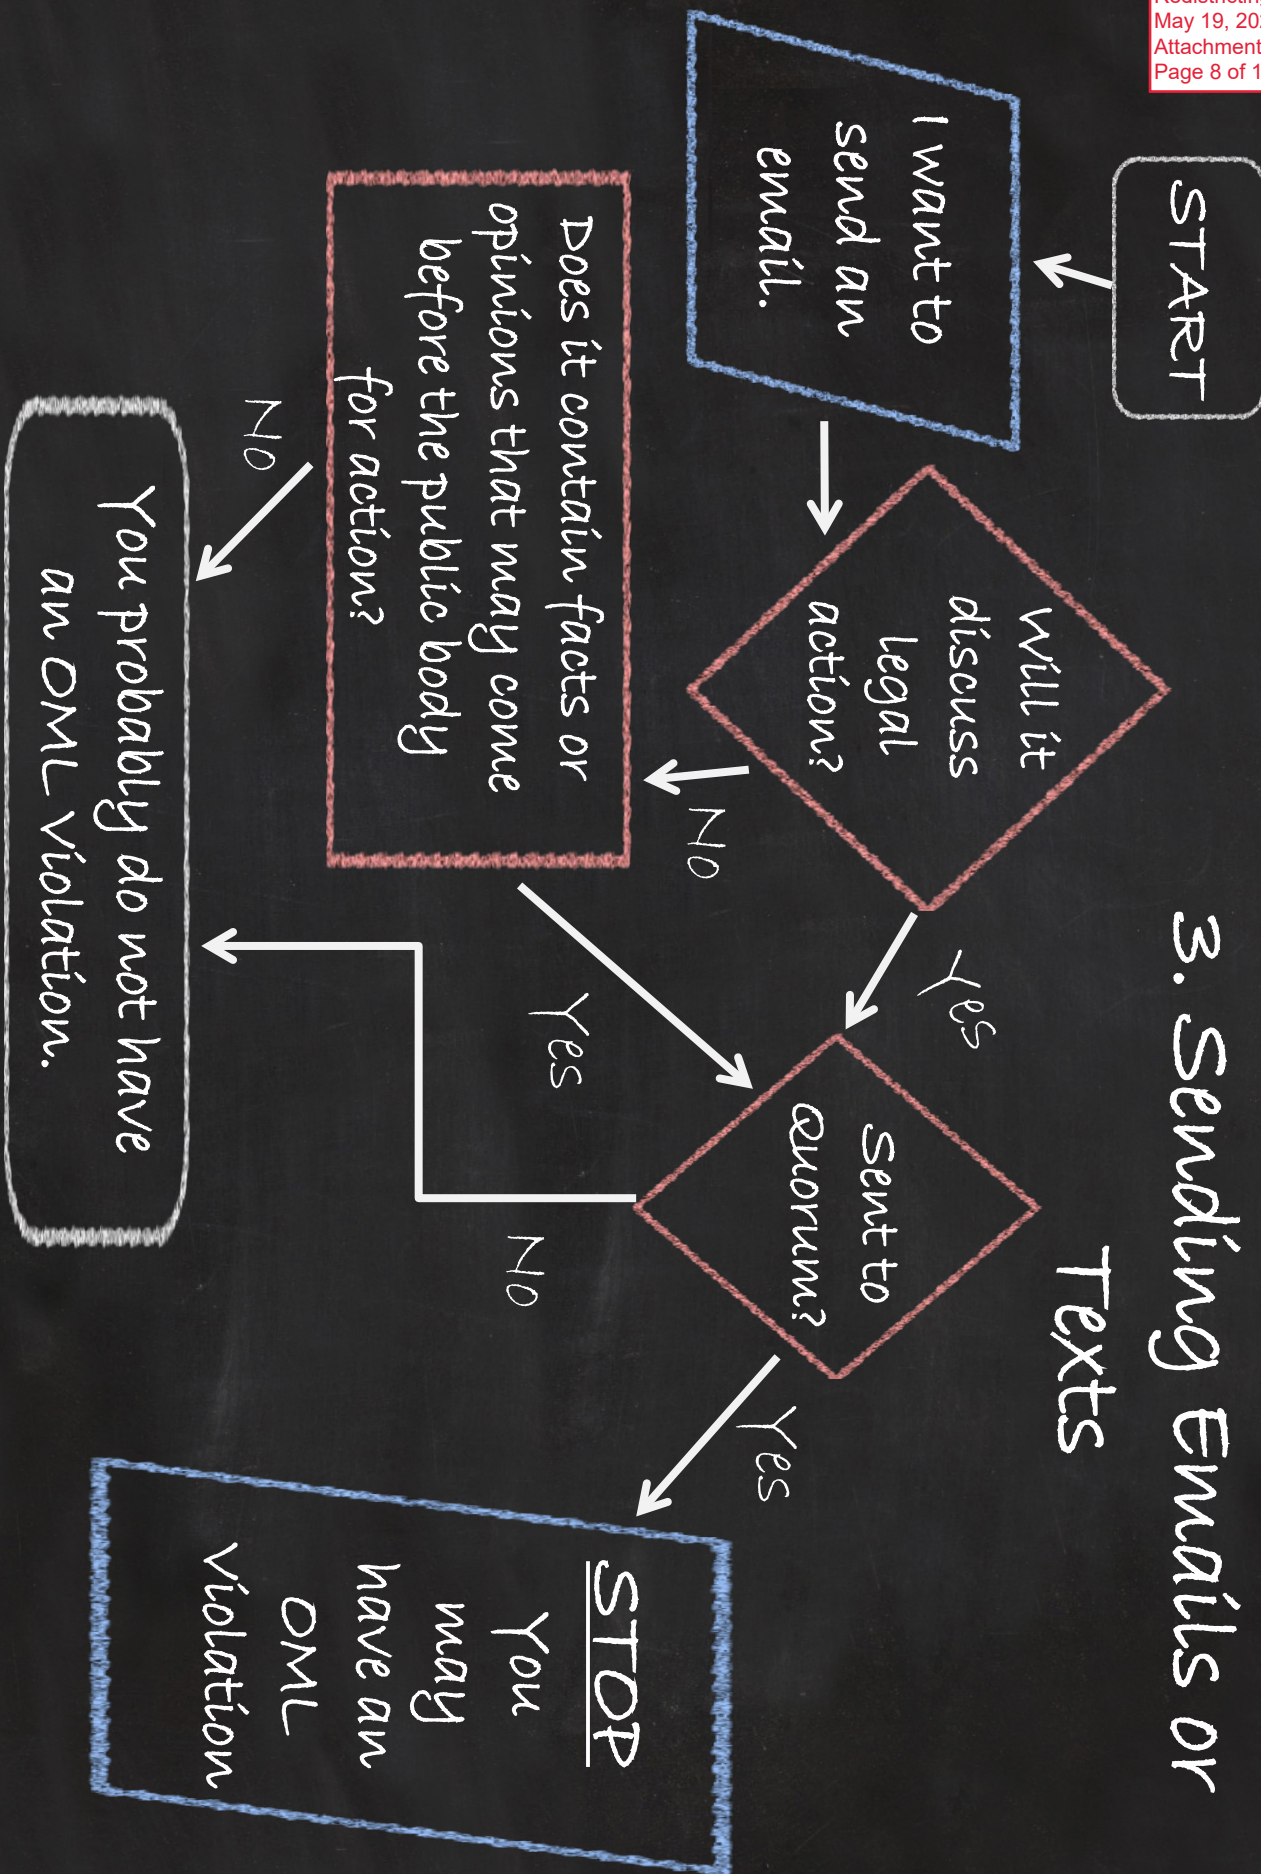 Redistricting
May 19, 202
Attachment
Page 8 of 1
3. Sending Emails or
Texts
START
I want to
send an
email.
Will it
discuss
legal
action?
Yes
No
Does it contain facts or
opinions that may come
before the public body
for action?
Yes
No
Sent to
Quorum?
Yes
No
STOP
You
may
have an
OML
violation
You probably do not have
an OML violation.